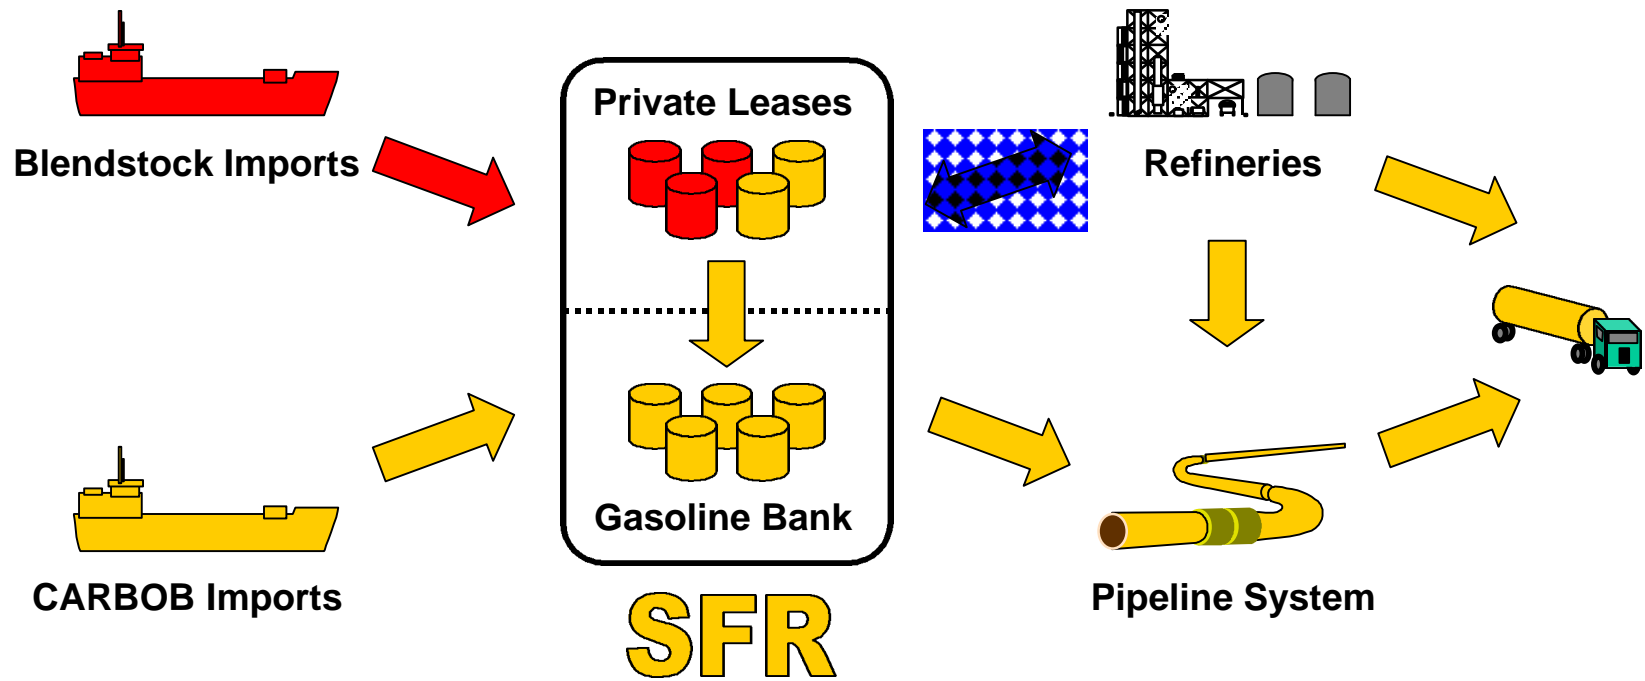 Private Leases
Blendstock Imports
Refineries
Gasoline Bank
CARBOB Imports
Pipeline System
SFR